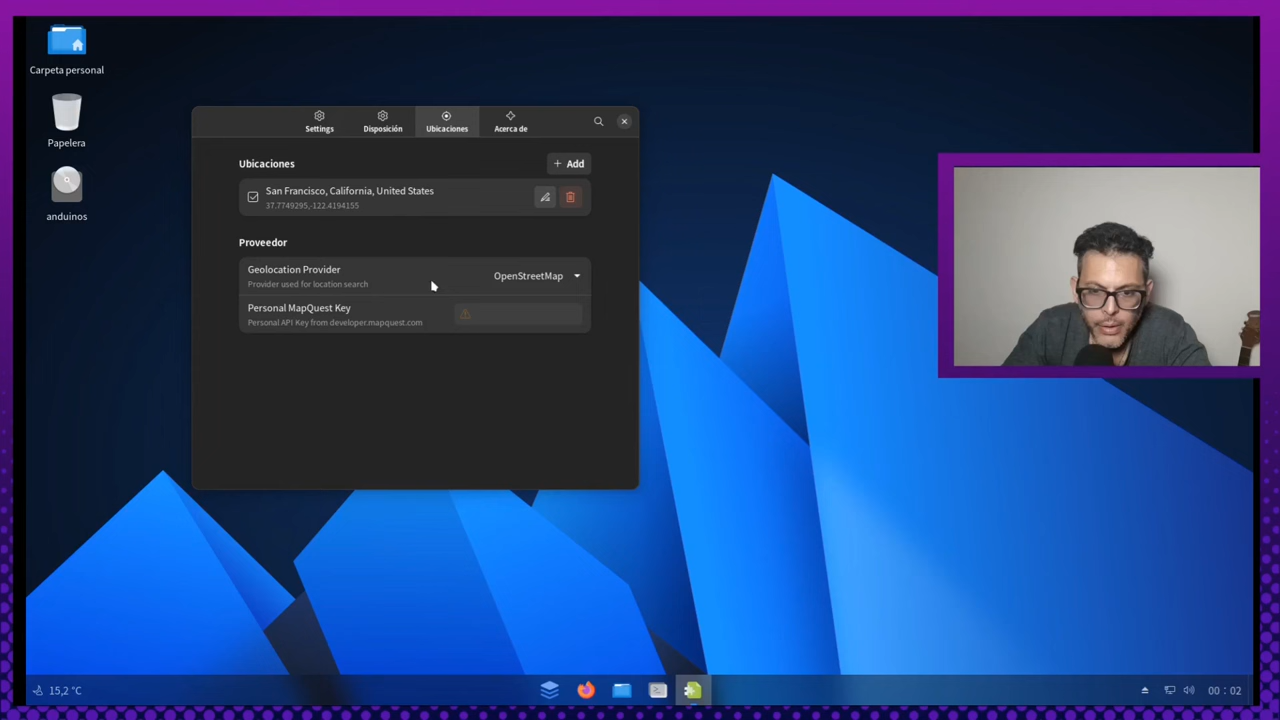 Carpeta personal
Papelera
anduinos
Settings
Disposición
Ubicaciones
Acerca de
Ubicaciones
Add
San Francisco, California, United States
37.7749295,-122.4194155
Proveedor
Geolocation Provider
Provider used for location search
OpenStreetMap
Personal MapQuest Key
Personal API Key from developer.mapquest.com
15,2 °C
00 : 02